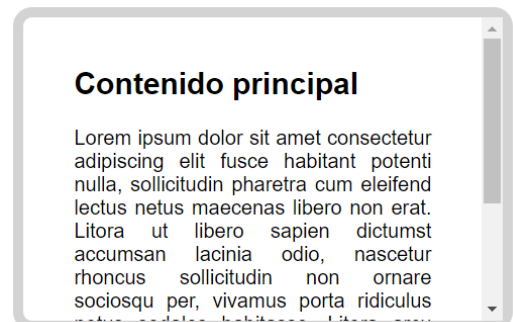 Contenido principal
Lorem ipsum dolor sit amet consectetur
adipiscing elit fusce habitant potenti
nulla, sollicitudin pharetra cum eleifend
lectus netus maecenas libero non erat.
Litora ut libero sapien dictumst
accumsan lacinia odio, nascetur
rhoncus sollicitudin non ornare
sociosqu per, vivamus porta ridiculus